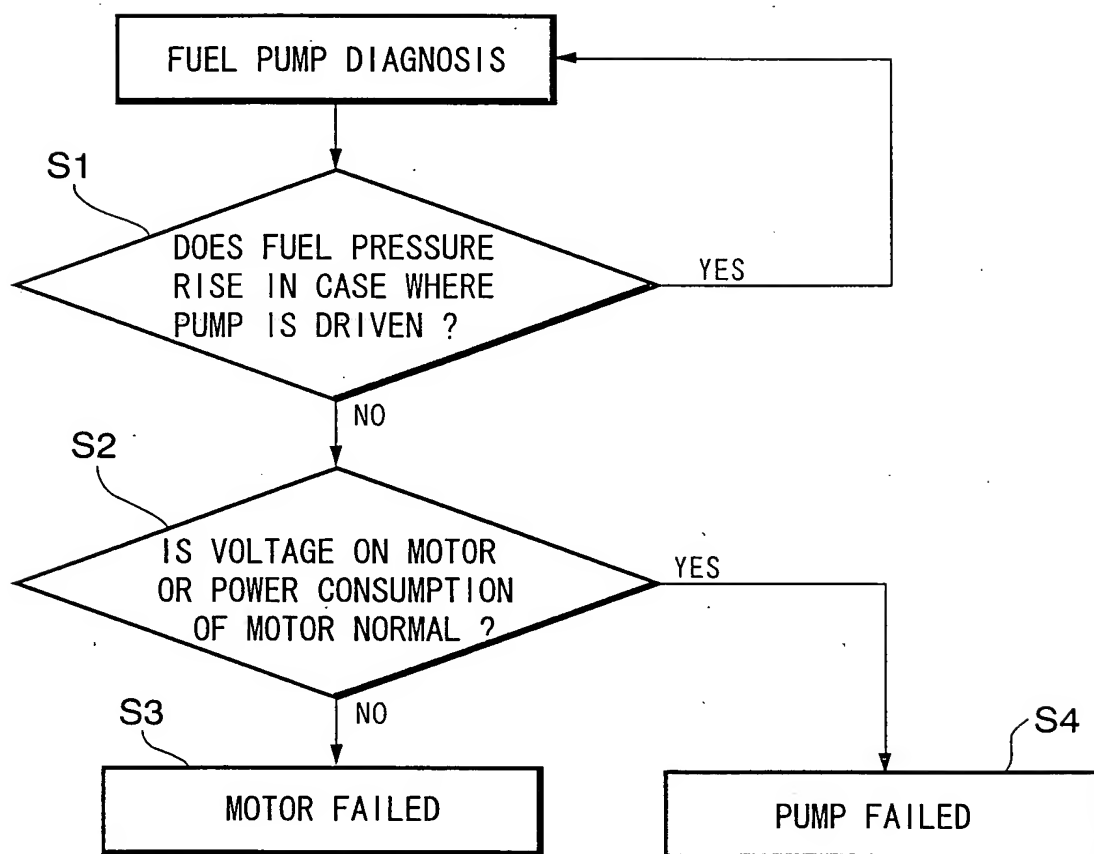 FUEL PUMP DIAGNOSIS
S1
DOES FUEL PRESSURE
RISE IN CASE WHERE
PUMP IS DRIVEN ?
YES
NO
S2
IS VOLTAGE ON MOTOR
OR POWER CONSUMPTION
OF MOTOR NORMAL ?
YES
NO
S3
MOTOR FAILED
S4
PUMP FAILED